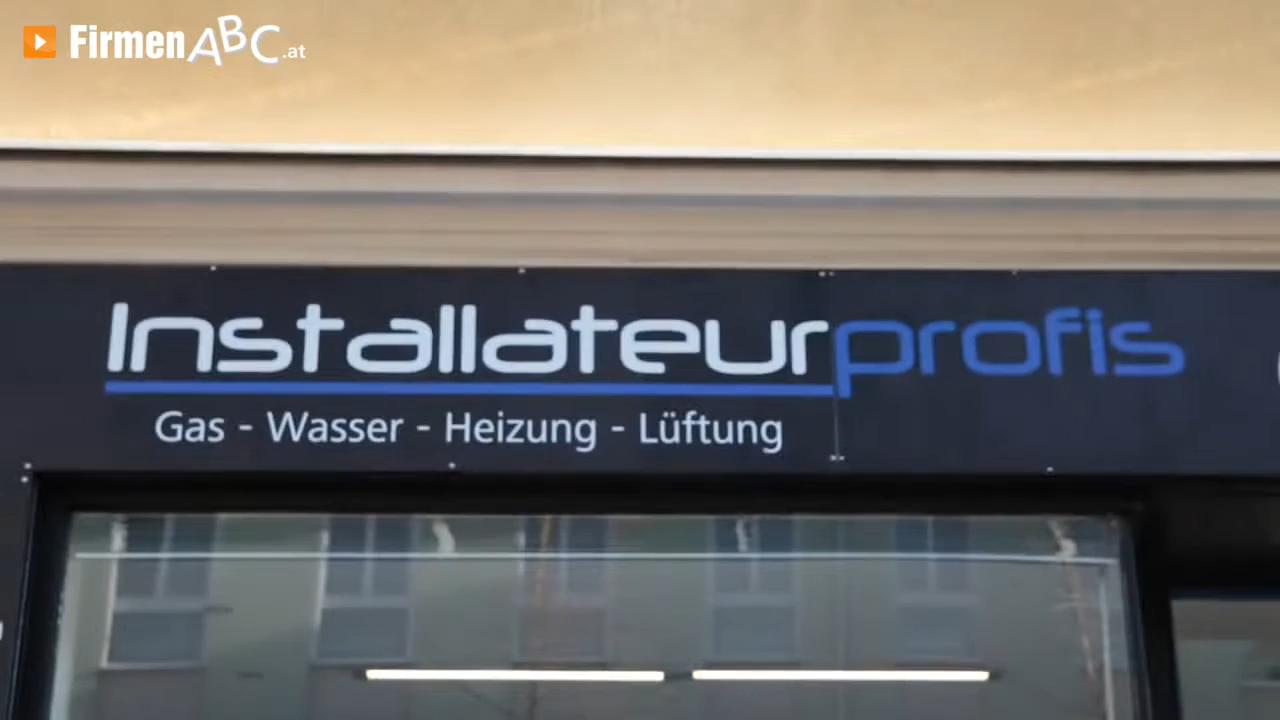 FirmenABC.at
Installateurprofis
Gas - Wasser - Heizung - Lüftung